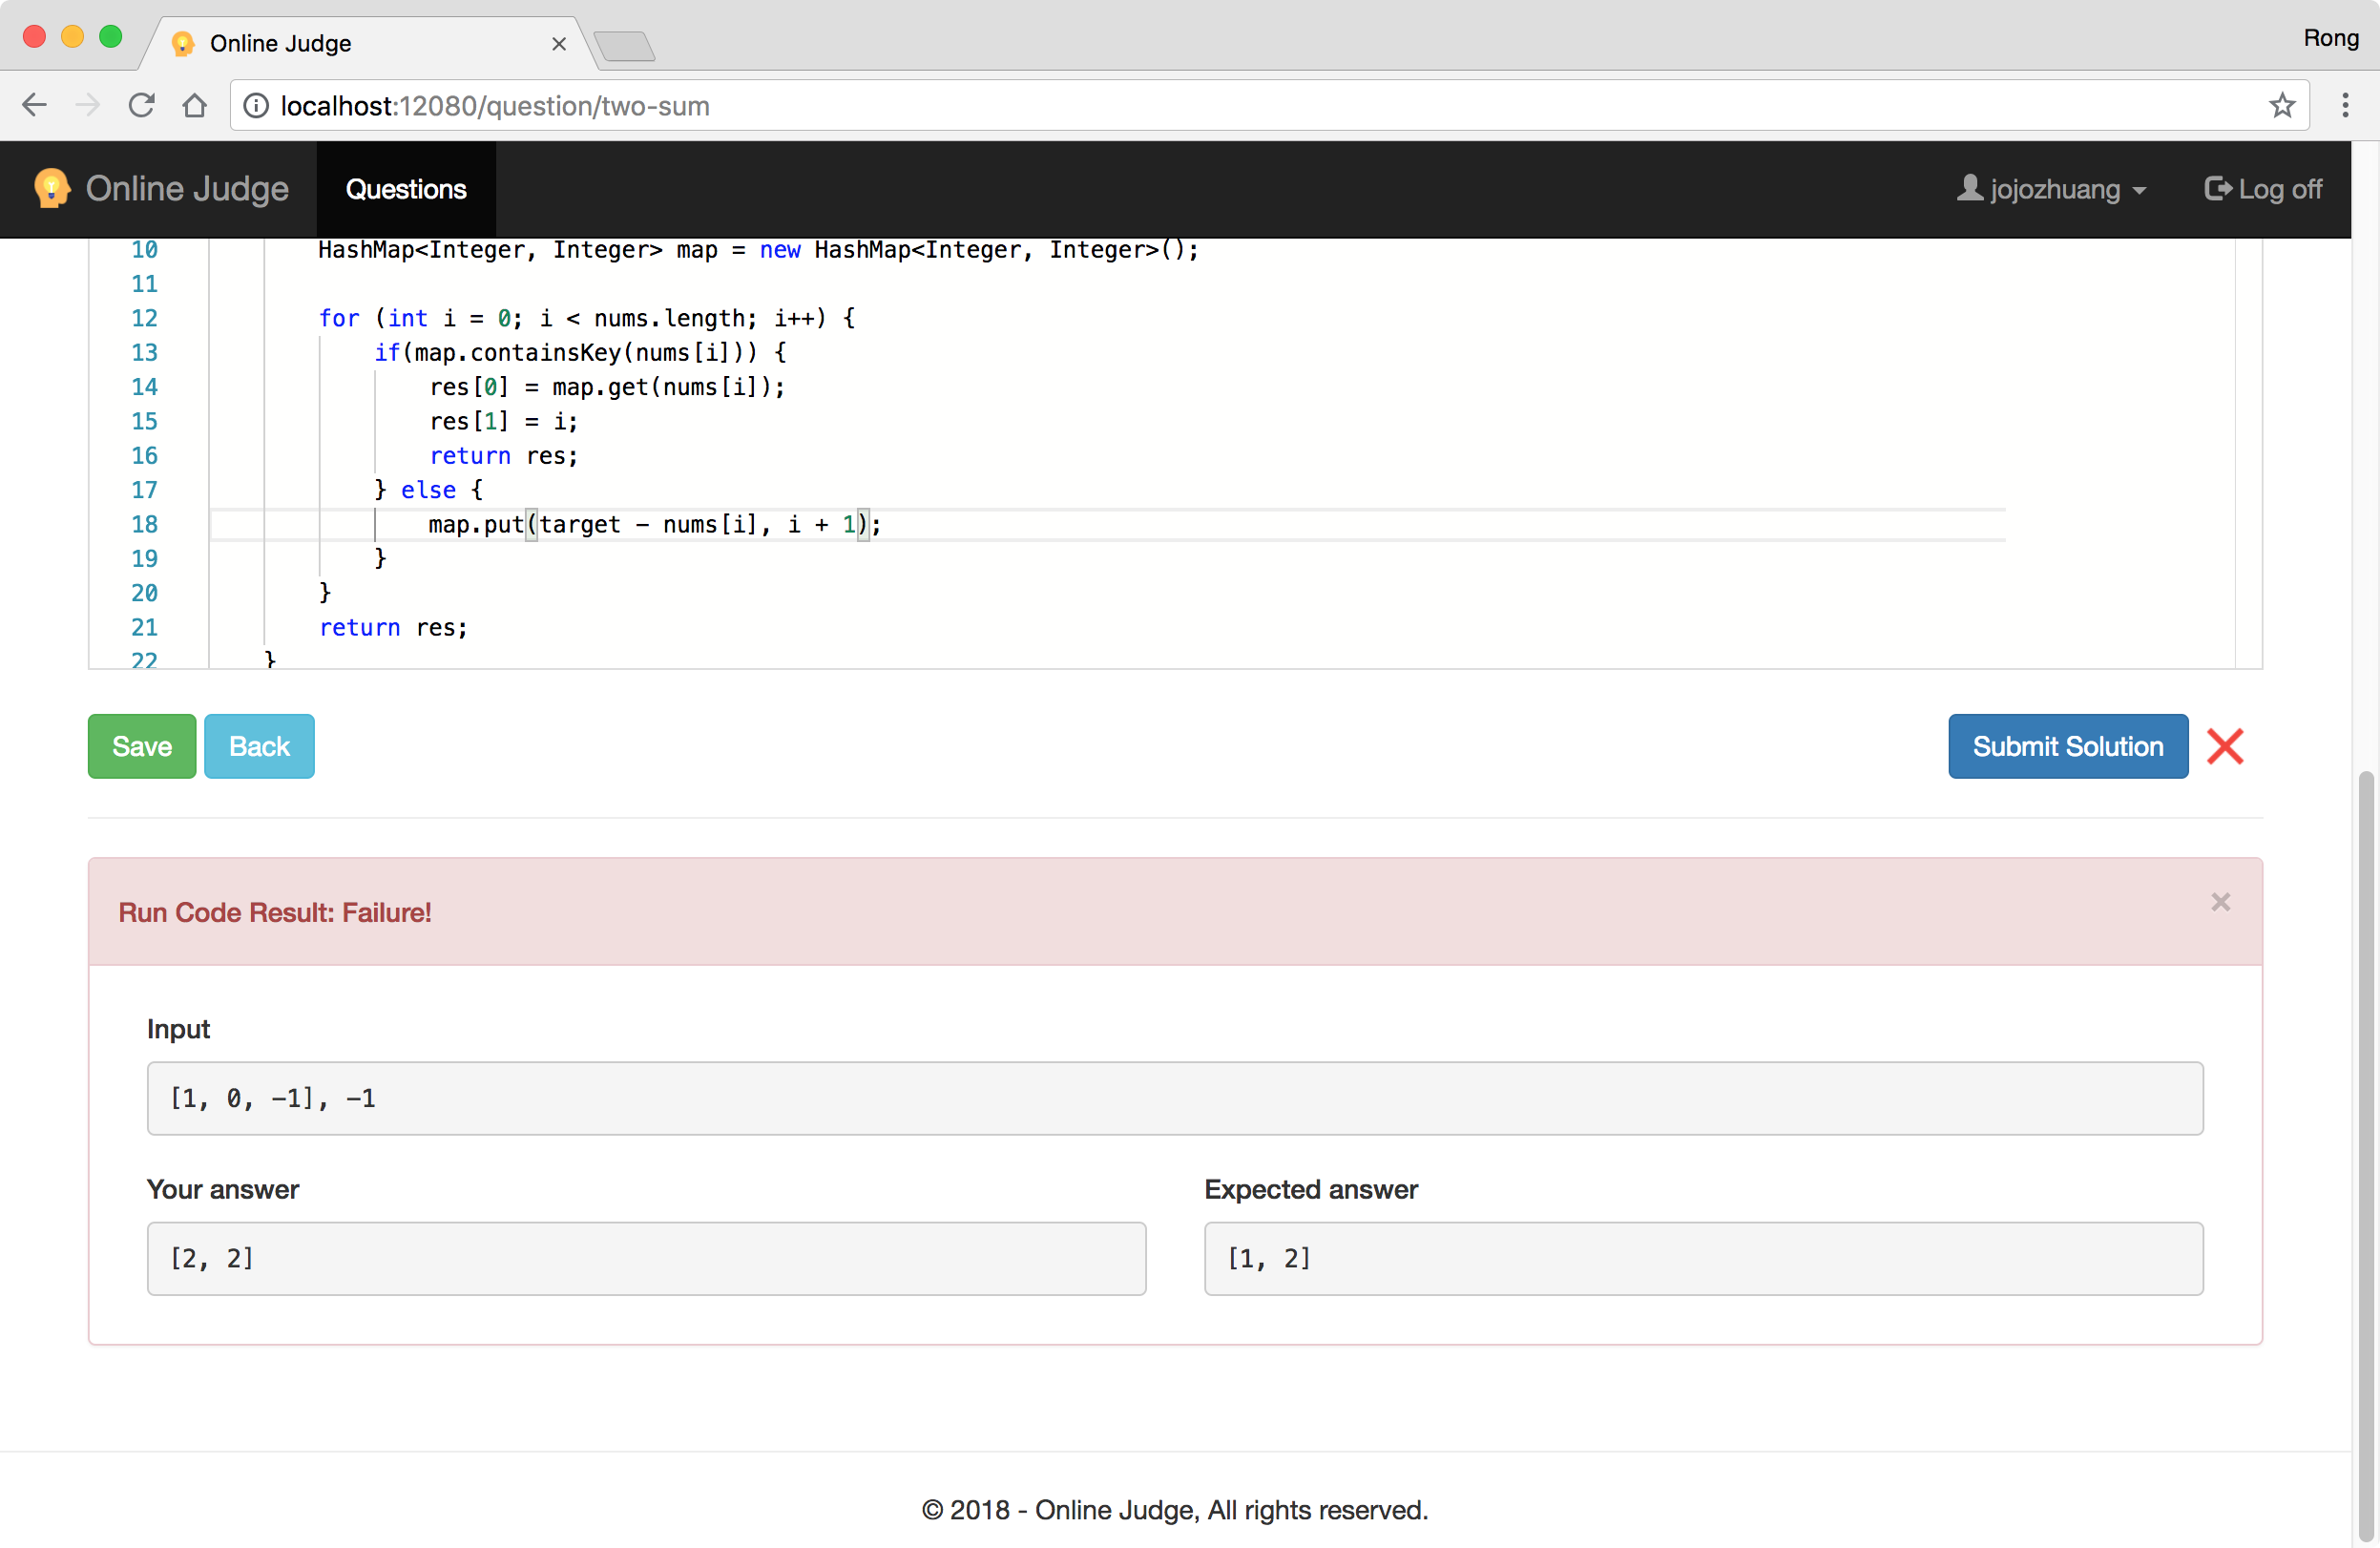 Online Judge
Rong
localhost:12080/question/two-sum
Online Judge Questions jojozhuang Log off
10 HashMap<Integer, Integer> map = new HashMap<Integer, Integer>();
11
12 for (int i = 0; i < nums.length; i++) {
13 if(map.containsKey(nums[i])) {
14 res[0] = map.get(nums[i]);
15 res[1] = i;
16 return res;
17 } else {
18 map.put(target - nums[i], i + 1);
19 }
20 }
21 return res;
22 }
Save Back Submit Solution
Run Code Result: Failure!
Input
[1, 0, -1], -1
Your answer Expected answer
[2, 2] [1, 2]
© 2018 - Online Judge, All rights reserved.